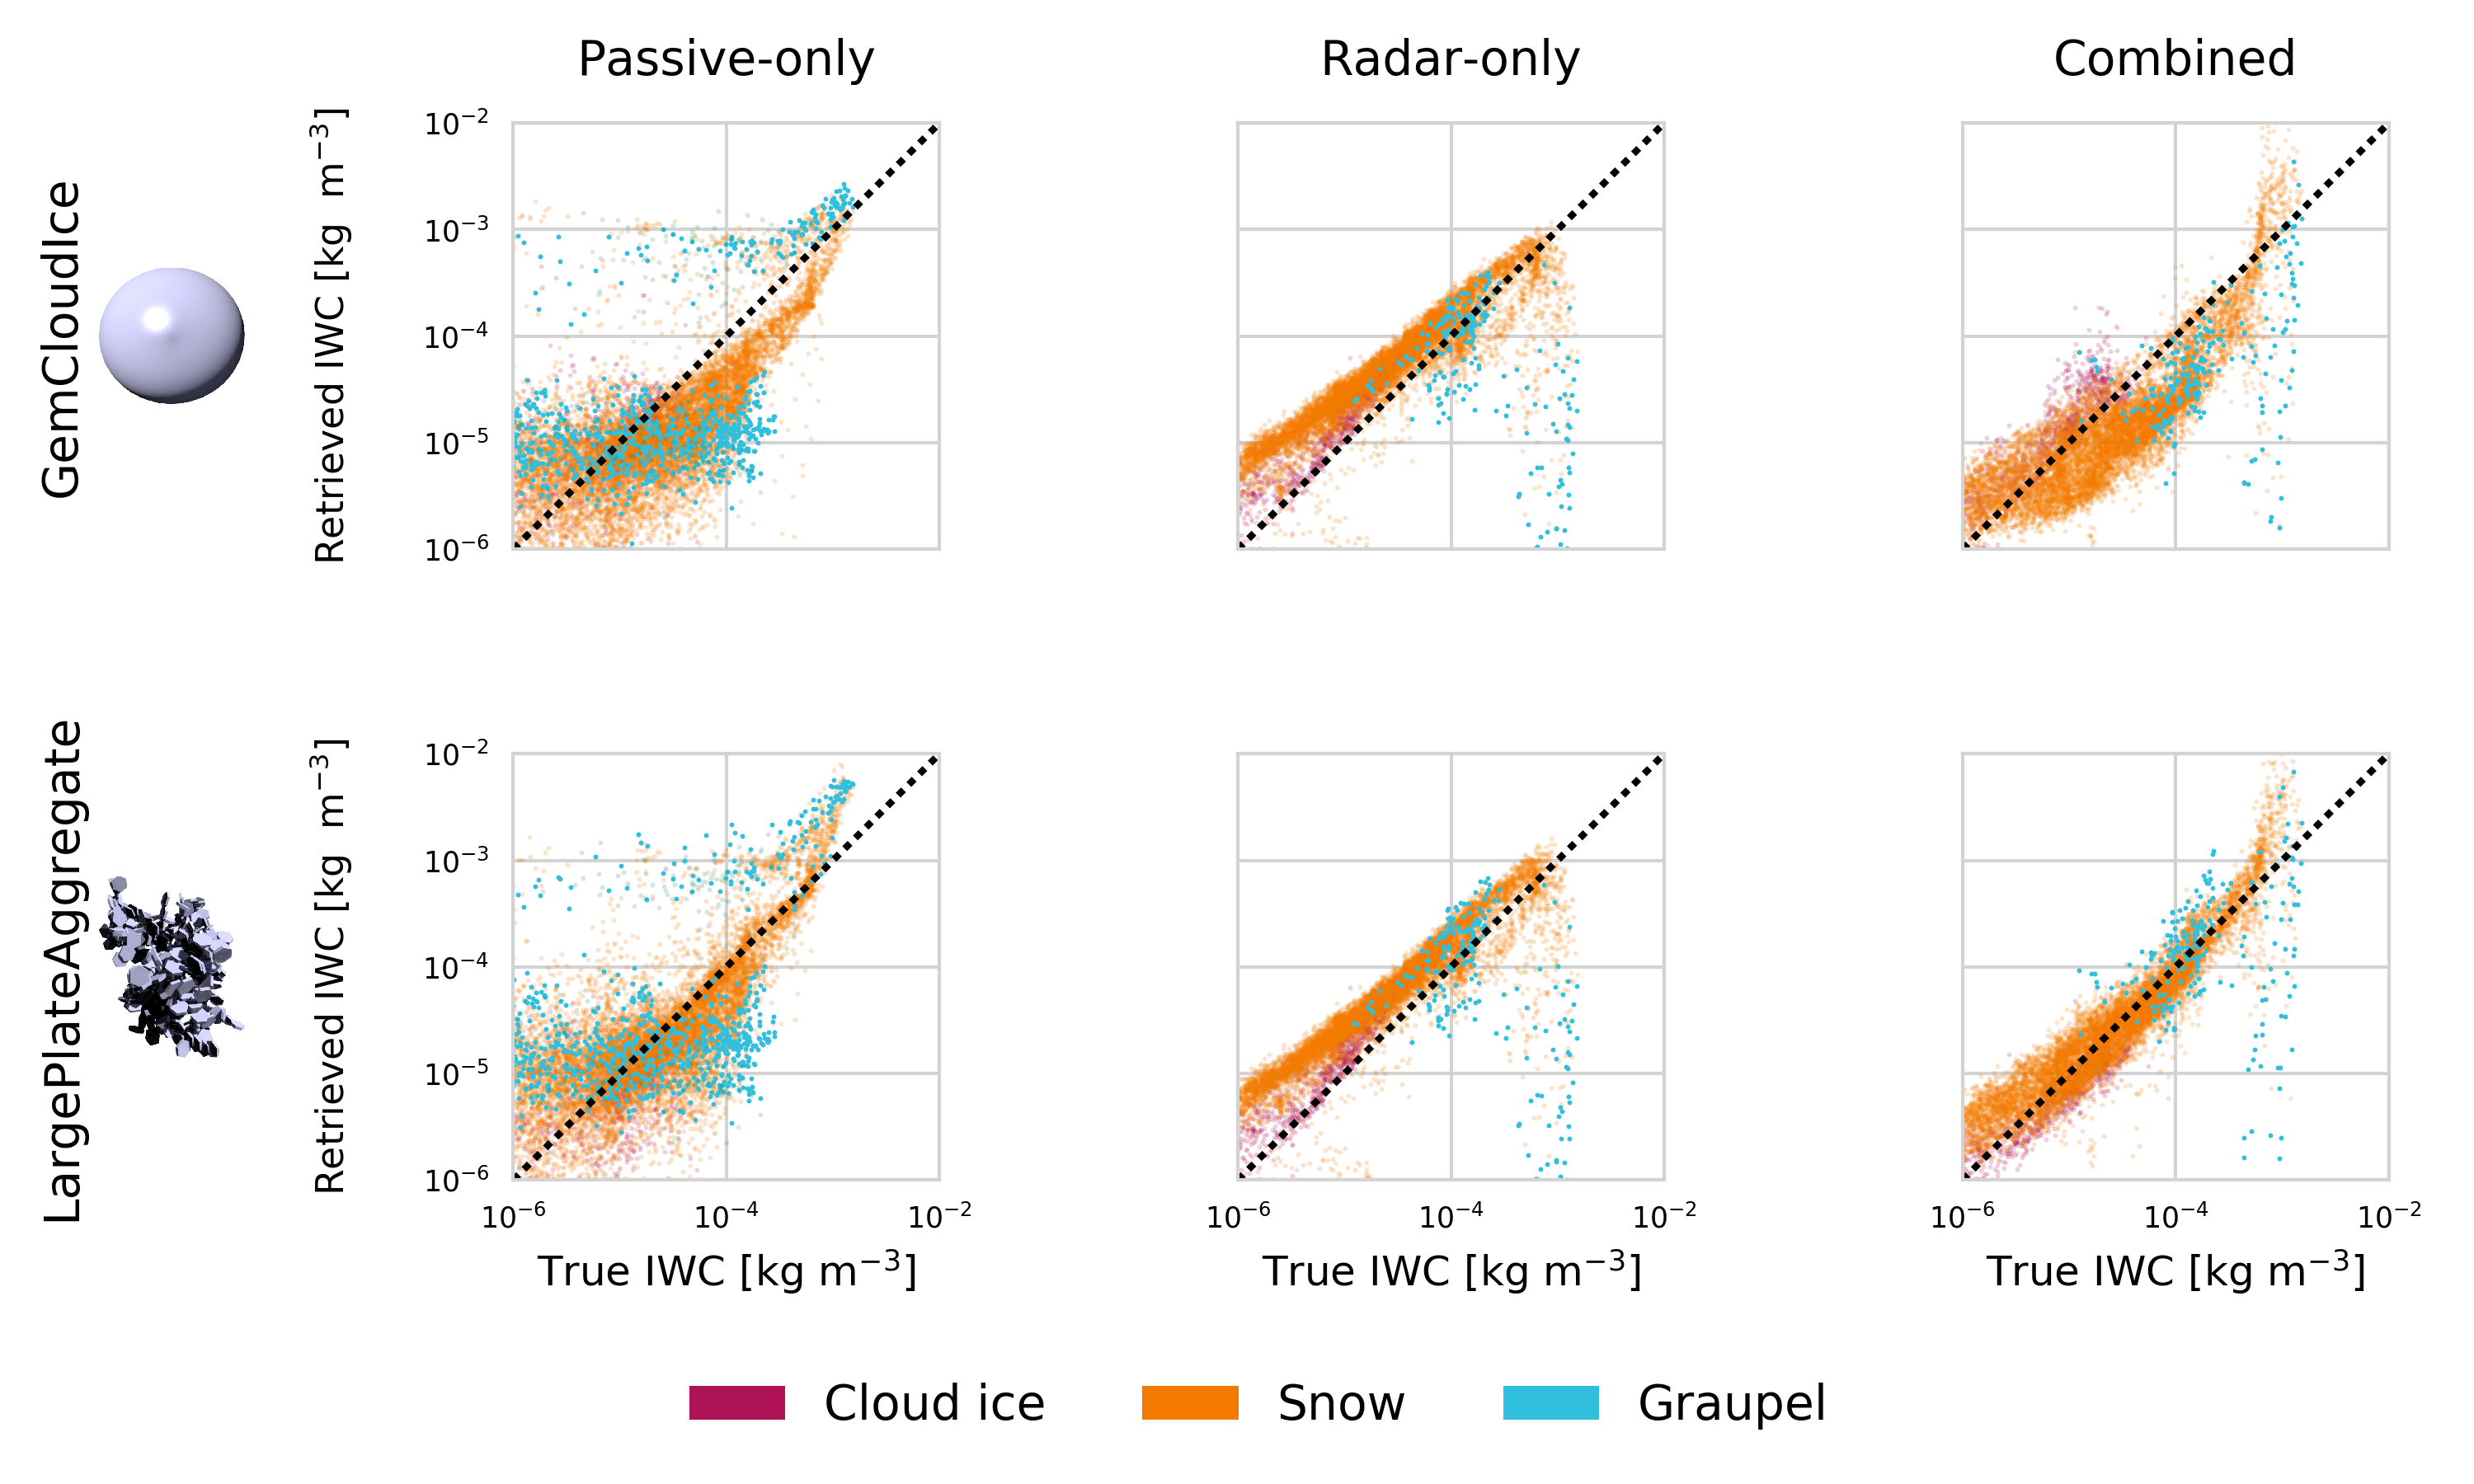 Passive-only
Radar-only
Combined
GemCloudIce
Retrieved IWC [kg m⁻³]
10⁻²
10⁻³
10⁻⁴
10⁻⁵
10⁻⁶
LargePlateAggregate
Retrieved IWC [kg m⁻³]
10⁻²
10⁻³
10⁻⁴
10⁻⁵
10⁻⁶
10⁻⁶ 10⁻⁴ 10⁻²
10⁻⁶ 10⁻⁴ 10⁻²
10⁻⁶ 10⁻⁴ 10⁻²
True IWC [kg m⁻³]
True IWC [kg m⁻³]
True IWC [kg m⁻³]
Cloud ice
Snow
Graupel